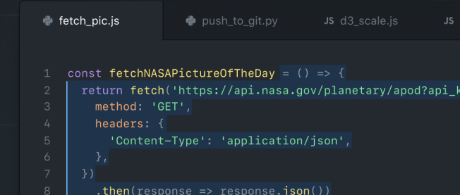 fetch_pic.js
push_to_git.py
JS d3_scale.js
JS
1 const fetchNASAPictureOfTheDay = () => {
2 return fetch('https://api.nasa.gov/planetary/apod?api_k
3 method: 'GET',
4 headers: {
5 'Content-Type': 'application/json',
6 },
7 })
8 .then(response => response.json())